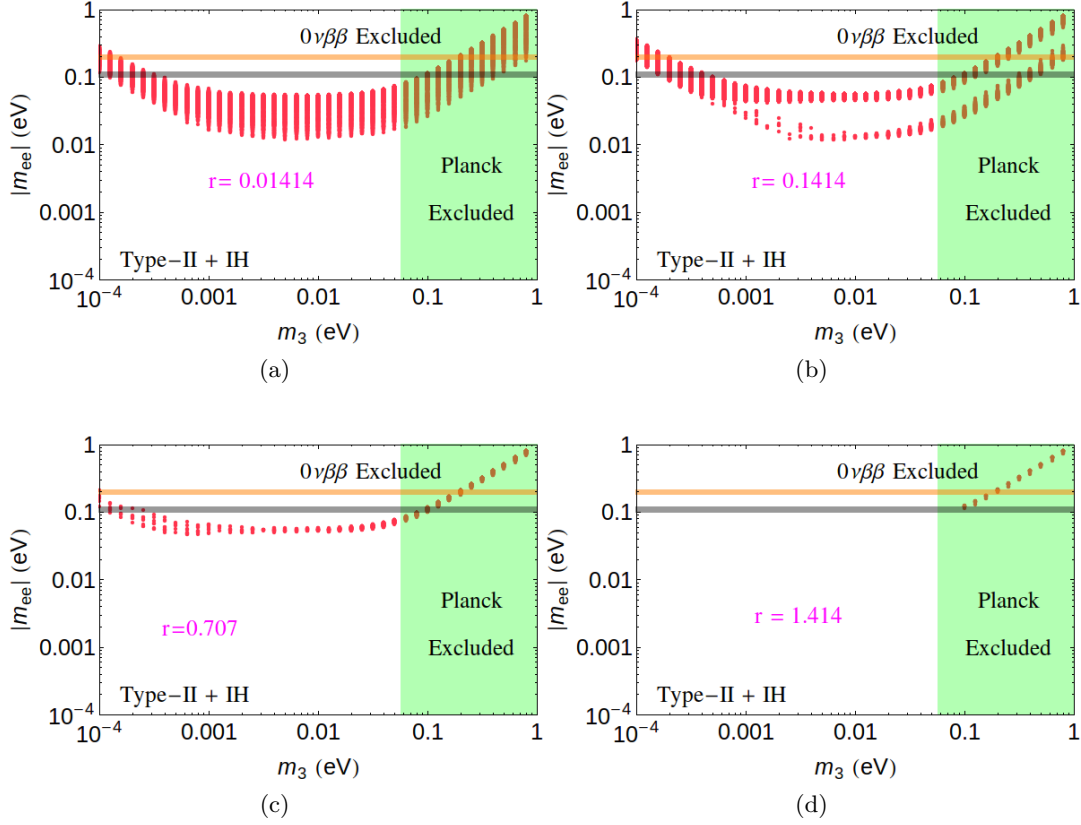 1
0.1
0.01
0.001
10⁻⁴
|m_ee| (eV)
0νββ Excluded
Planck
Excluded
r= 0.01414
Type−II + IH
10⁻⁴ 0.001 0.01 0.1 1
m₃ (eV)
(a)
1
0.1
0.01
0.001
10⁻⁴
|m_ee| (eV)
0νββ Excluded
Planck
Excluded
r= 0.1414
Type−II + IH
10⁻⁴ 0.001 0.01 0.1 1
m₃ (eV)
(b)
1
0.1
0.01
0.001
10⁻⁴
|m_ee| (eV)
0νββ Excluded
Planck
Excluded
r=0.707
Type−II + IH
10⁻⁴ 0.001 0.01 0.1 1
m₃ (eV)
(c)
1
0.1
0.01
0.001
10⁻⁴
|m_ee| (eV)
0νββ Excluded
Planck
Excluded
r = 1.414
Type−II + IH
10⁻⁴ 0.001 0.01 0.1 1
m₃ (eV)
(d)